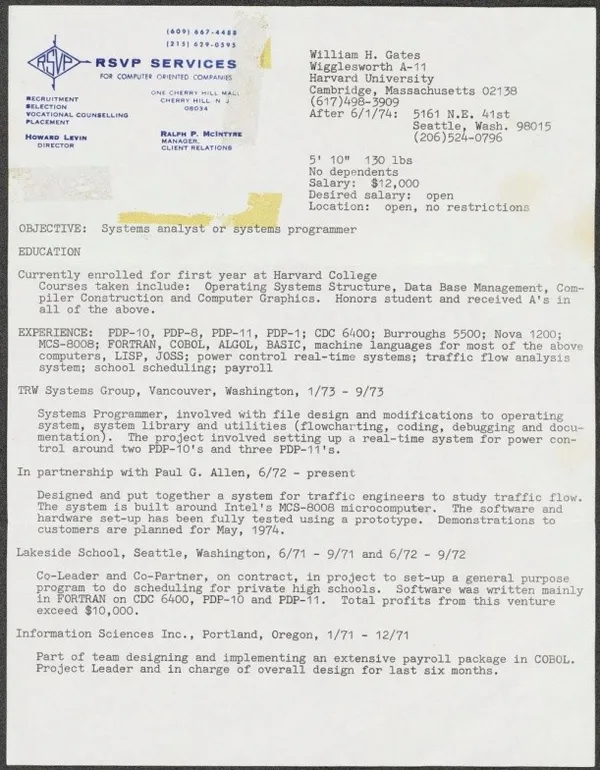 (609) 667-4488
(215) 629-0595
RSVP
RSVP SERVICES
FOR COMPUTER ORIENTED COMPANIES
ONE CHERRY HILL MALL
CHERRY HILL N J
08034
RECRUITMENT
SELECTION
VOCATIONAL COUNSELLING
PLACEMENT
HOWARD LEVIN
DIRECTOR
RALPH P. MCINTYRE
MANAGER,
CLIENT RELATIONS
William H. Gates
Wigglesworth A-11
Harvard University
Cambridge, Massachusetts 02138
(617)498-3909
After 6/1/74: 5161 N.E. 41st
Seattle, Wash. 98015
(206)524-0796
5' 10" 130 lbs
No dependents
Salary: $12,000
Desired salary: open
Location: open, no restrictions
OBJECTIVE: Systems analyst or systems programmer
EDUCATION
Currently enrolled for first year at Harvard College
Courses taken include: Operating Systems Structure, Data Base Management, Com-
piler Construction and Computer Graphics. Honors student and received A's in
all of the above.
EXPERIENCE: PDP-10, PDP-8, PDP-11, PDP-1; CDC 6400; Burroughs 5500; Nova 1200;
MCS-8008; FORTRAN, COBOL, ALGOL, BASIC, machine languages for most of the above
computers, LISP, JOSS; power control real-time systems; traffic flow analysis
system; school scheduling; payroll
TRW Systems Group, Vancouver, Washington, 1/73 - 9/73
Systems Programmer, involved with file design and modifications to operating
system, system library and utilities (flowcharting, coding, debugging and docu-
mentation). The project involved setting up a real-time system for power con-
trol around two PDP-10's and three PDP-11's.
In partnership with Paul G. Allen, 6/72 - present
Designed and put together a system for traffic engineers to study traffic flow.
The system is built around Intel's MCS-8008 microcomputer. The software and
hardware set-up has been fully tested using a prototype. Demonstrations to
customers are planned for May, 1974.
Lakeside School, Seattle, Washington, 6/71 - 9/71 and 6/72 - 9/72
Co-Leader and Co-Partner, on contract, in project to set-up a general purpose
program to do scheduling for private high schools. Software was written mainly
in FORTRAN on CDC 6400, PDP-10 and PDP-11. Total profits from this venture
exceed $10,000.
Information Sciences Inc., Portland, Oregon, 1/71 - 12/71
Part of team designing and implementing an extensive payroll package in COBOL.
Project Leader and in charge of overall design for last six months.